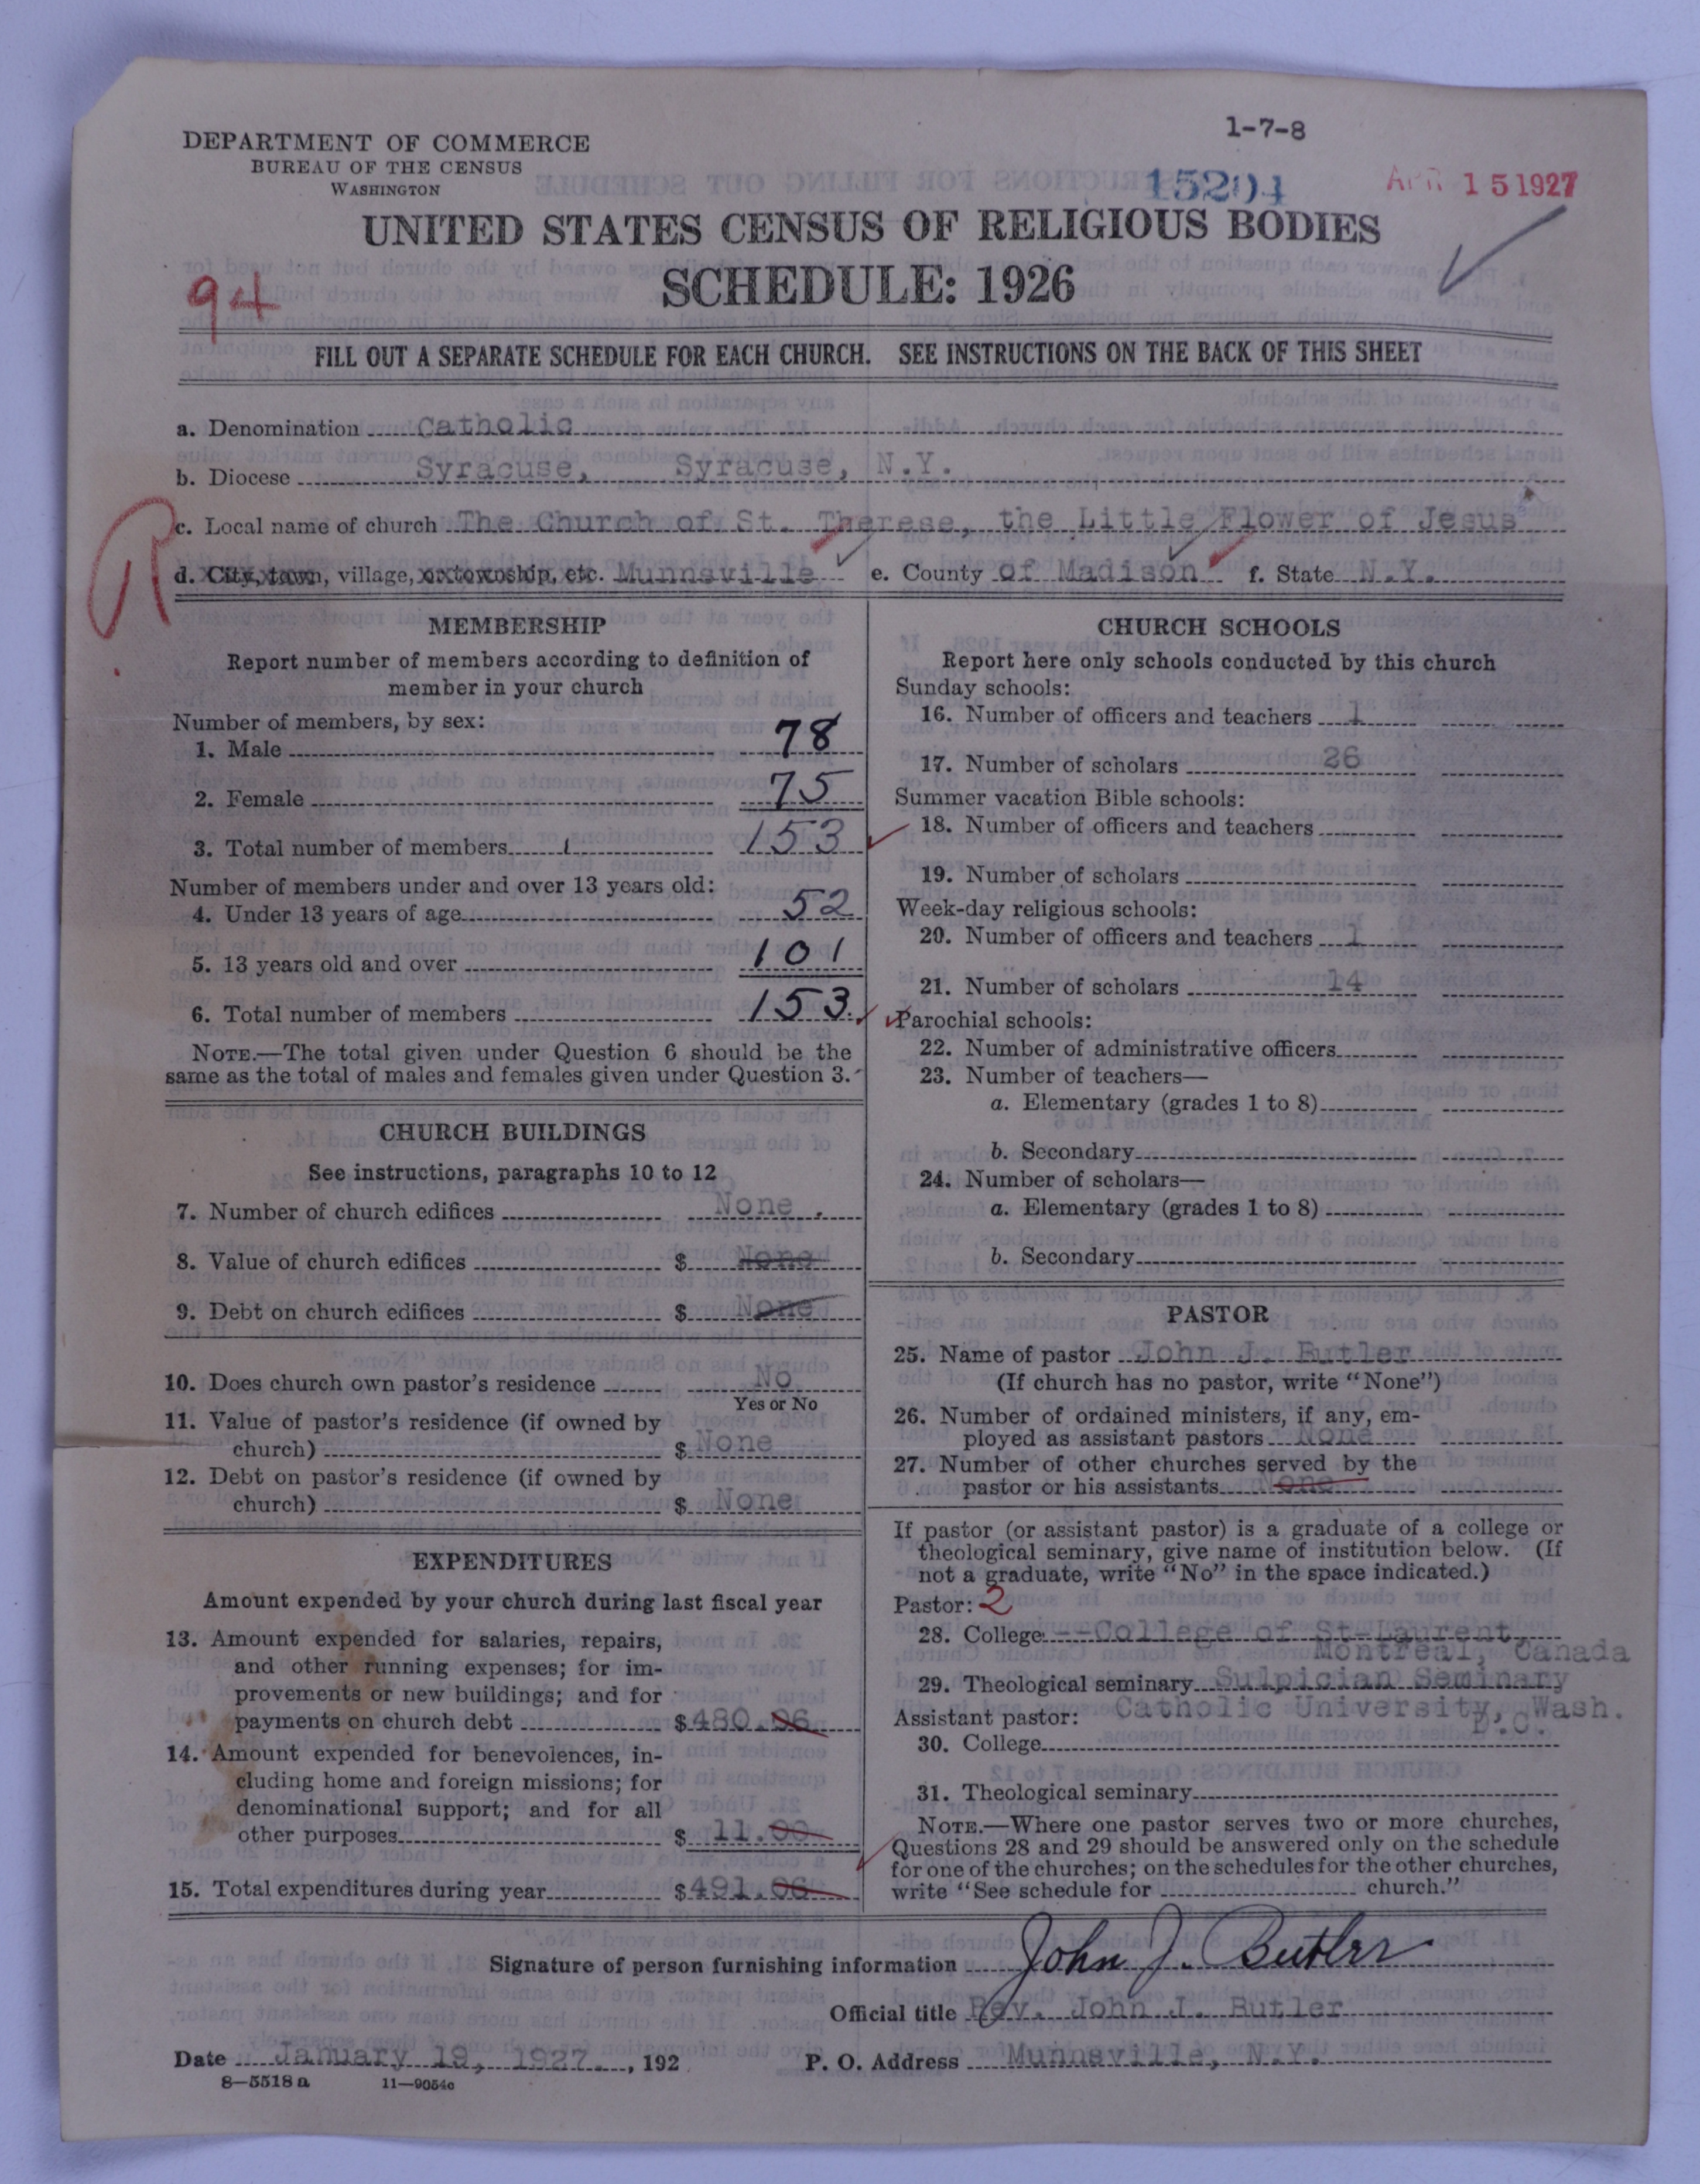 1-7-8
DEPARTMENT OF COMMERCE
BUREAU OF THE CENSUS
WASHINGTON
15204
APR 15 1927
UNITED STATES CENSUS OF RELIGIOUS BODIES
SCHEDULE: 1926
94
FILL OUT A SEPARATE SCHEDULE FOR EACH CHURCH. SEE INSTRUCTIONS ON THE BACK OF THIS SHEET
a. Denomination Catholic
b. Diocese Syracuse, Syracuse, N.Y.
c. Local name of church The Church of St. Therese, the Little Flower of Jesus
d. City, town, village, or township, etc. Munnsville e. County of Madison f. State N.Y.
R
MEMBERSHIP
Report number of members according to definition of
member in your church
Number of members, by sex:
1. Male 78
2. Female 75
3. Total number of members 153
Number of members under and over 13 years old:
4. Under 13 years of age 52
5. 13 years old and over 101
6. Total number of members 153.
NOTE.—The total given under Question 6 should be the
same as the total of males and females given under Question 3.
CHURCH BUILDINGS
See instructions, paragraphs 10 to 12
7. Number of church edifices None .
8. Value of church edifices $ None
9. Debt on church edifices $ None
10. Does church own pastor's residence No
Yes or No
11. Value of pastor's residence (if owned by
church) $ None
12. Debt on pastor's residence (if owned by
church) $ None
EXPENDITURES
Amount expended by your church during last fiscal year
13. Amount expended for salaries, repairs,
and other running expenses; for im-
provements or new buildings; and for
payments on church debt $480.06
14. Amount expended for benevolences, in-
cluding home and foreign missions; for
denominational support; and for all
other purposes $ 11.00
15. Total expenditures during year $491.06
CHURCH SCHOOLS
Report here only schools conducted by this church
Sunday schools:
16. Number of officers and teachers 1
17. Number of scholars 26
Summer vacation Bible schools:
18. Number of officers and teachers
19. Number of scholars
Week-day religious schools:
20. Number of officers and teachers 1
21. Number of scholars 14
Parochial schools:
22. Number of administrative officers
23. Number of teachers—
a. Elementary (grades 1 to 8)
b. Secondary
24. Number of scholars—
a. Elementary (grades 1 to 8)
b. Secondary
PASTOR
25. Name of pastor John J. Butler
(If church has no pastor, write "None")
26. Number of ordained ministers, if any, em-
ployed as assistant pastors None
27. Number of other churches served by the
pastor or his assistants None
If pastor (or assistant pastor) is a graduate of a college or
theological seminary, give name of institution below. (If
not a graduate, write "No" in the space indicated.)
Pastor: 2
28. College --College of St-Laurent,
Montreal, Canada
29. Theological seminary Sulpician Seminary
Assistant pastor: Catholic University, Wash.
D.C.
30. College
31. Theological seminary
NOTE.—Where one pastor serves two or more churches,
Questions 28 and 29 should be answered only on the schedule
for one of the churches; on the schedules for the other churches,
write "See schedule for church."
Signature of person furnishing information John J. Butler
Official title Rev. John J. Butler
Date January 19, 1927. , 192 P. O. Address Munnsville, N.Y.
8—5518 a 11—9054c